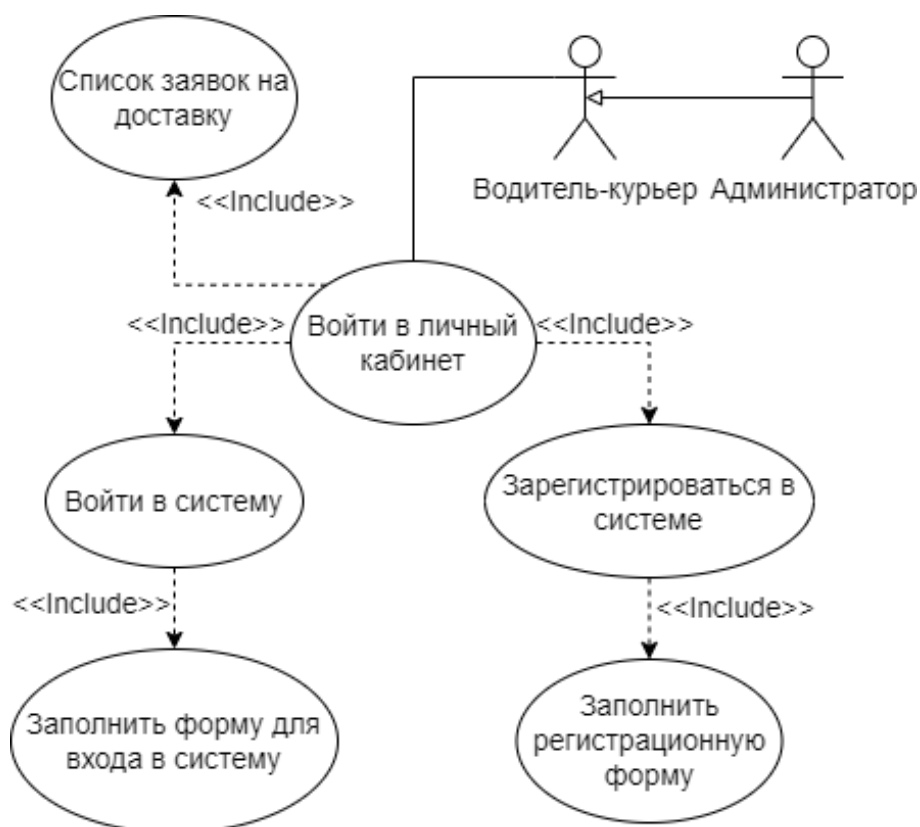 Список заявок на
доставку
<<Include>>
Водитель-курьер
Администратор
<<Include>>
Войти в личный
кабинет
<<Include>>
Войти в систему
Зарегистрироваться в
системе
<<Include>>
<<Include>>
Заполнить форму для
входа в систему
Заполнить
регистрационную
форму